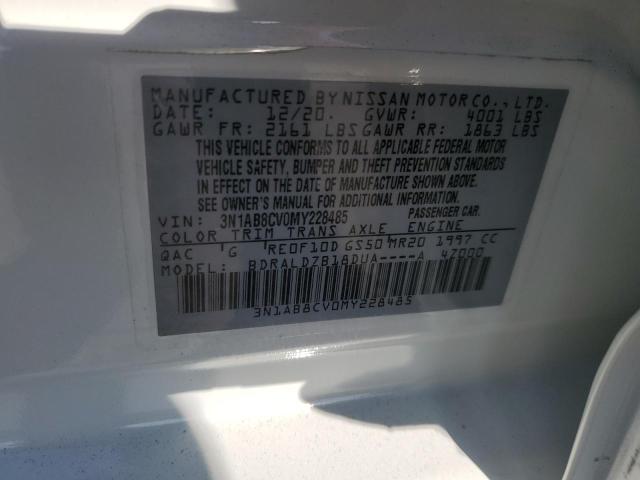 MANUFACTURED BY NISSAN MOTOR CO., LTD.
DATE: 12/20. GVWR: 4001 LBS
GAWR FR: 2161 LBS GAWR RR: 1863 LBS
THIS VEHICLE CONFORMS TO ALL APPLICABLE FEDERAL MOTOR
VEHICLE SAFETY, BUMPER AND THEFT PREVENTION STANDARDS
IN EFFECT ON THE DATE OF MANUFACTURE SHOWN ABOVE.
SEE OWNER'S MANUAL FOR ADDITIONAL INFORMATION.
VIN: 3N1AB8CV0MY228485 PASSENGER CAR.
COLOR TRIM TRANS AXLE ENGINE
QAC G RE0F10D GS50 MR20 1997 CC
MODEL: BDRALDZB18DUA----A 4Z000
3N1AB8CV0MY228485